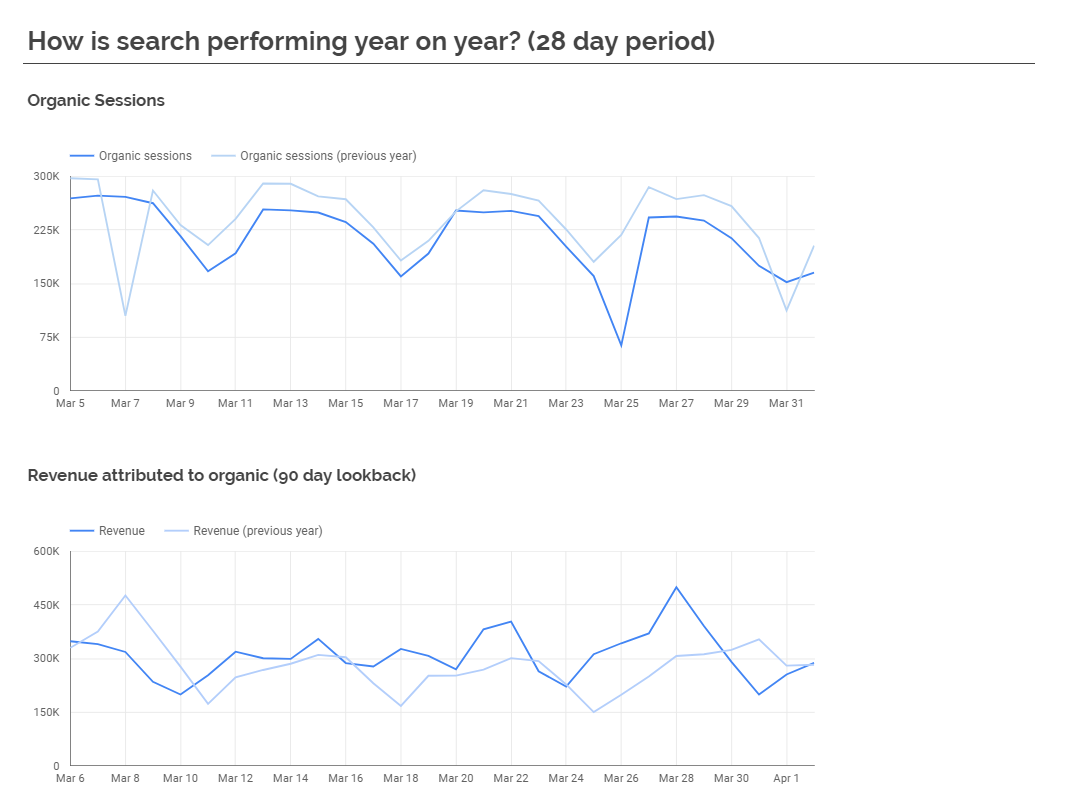 How is search performing year on year? (28 day period)
Organic Sessions
Organic sessions Organic sessions (previous year)
300K
225K
150K
75K
0
Mar 5 Mar 7 Mar 9 Mar 11 Mar 13 Mar 15 Mar 17 Mar 19 Mar 21 Mar 23 Mar 25 Mar 27 Mar 29 Mar 31
Revenue attributed to organic (90 day lookback)
Revenue Revenue (previous year)
600K
450K
300K
150K
0
Mar 6 Mar 8 Mar 10 Mar 12 Mar 14 Mar 16 Mar 18 Mar 20 Mar 22 Mar 24 Mar 26 Mar 28 Mar 30 Apr 1